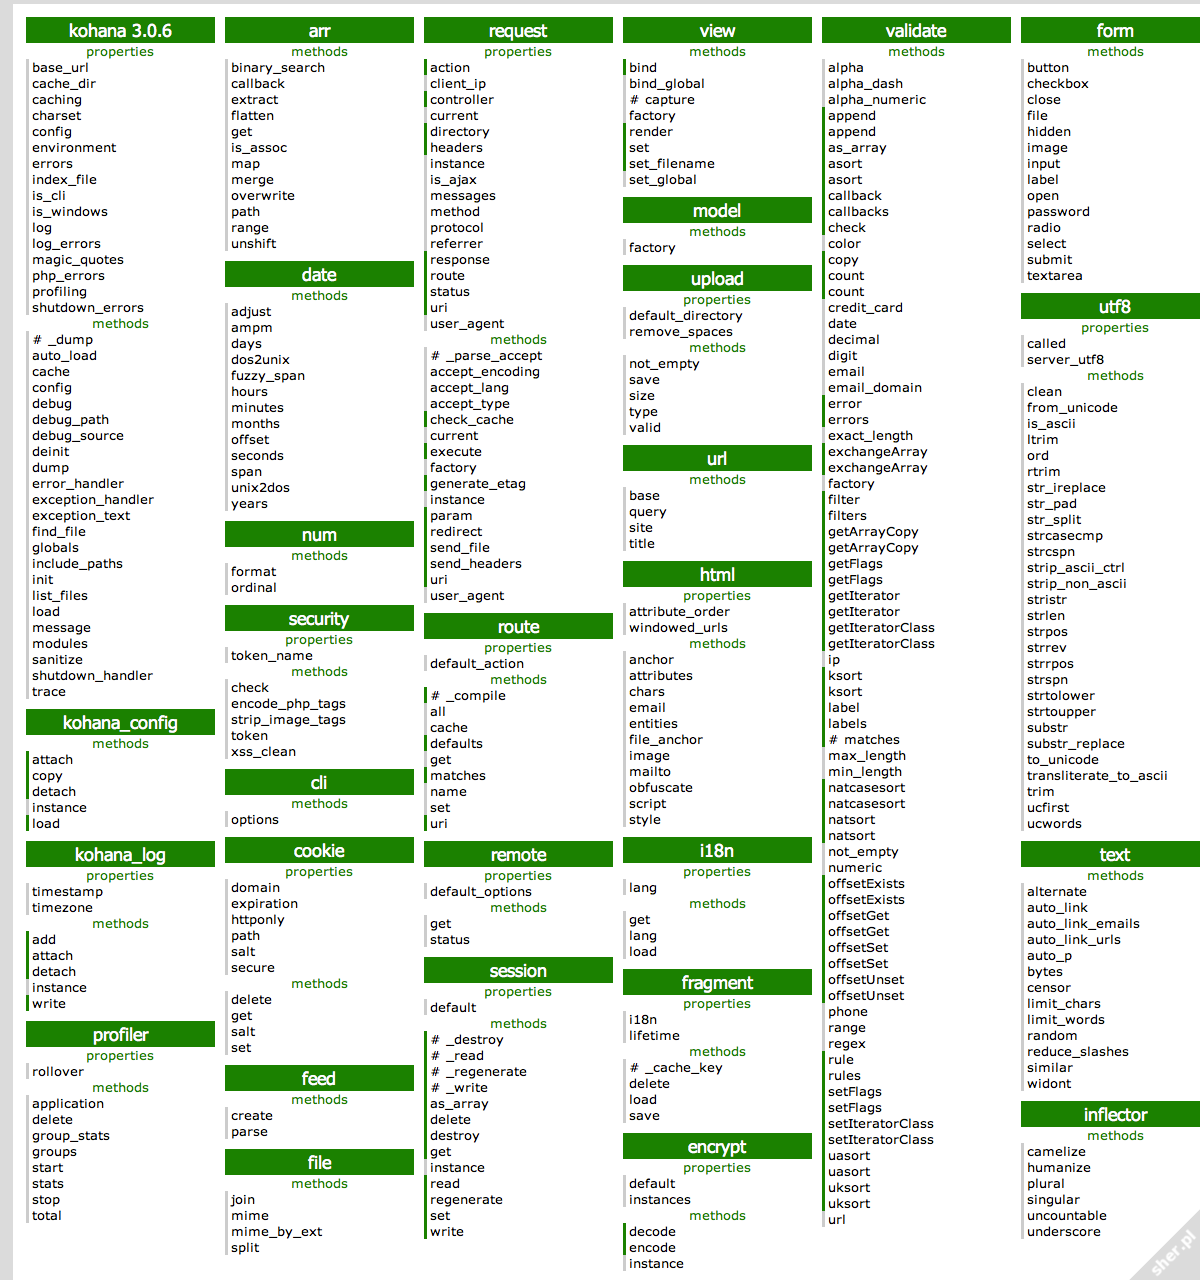 kohana 3.0.6
properties
base_url
cache_dir
caching
charset
config
environment
errors
index_file
is_cli
is_windows
log
log_errors
magic_quotes
php_errors
profiling
shutdown_errors
methods
# _dump
auto_load
cache
config
debug
debug_path
debug_source
deinit
dump
error_handler
exception_handler
exception_text
find_file
globals
include_paths
init
list_files
load
message
modules
sanitize
shutdown_handler
trace
kohana_config
methods
attach
copy
detach
instance
load
kohana_log
properties
timestamp
timezone
methods
add
attach
detach
instance
write
profiler
properties
rollover
methods
application
delete
group_stats
groups
start
stats
stop
total
arr
methods
binary_search
callback
extract
flatten
get
is_assoc
map
merge
overwrite
path
range
unshift
date
methods
adjust
ampm
days
dos2unix
fuzzy_span
hours
minutes
months
offset
seconds
span
unix2dos
years
num
methods
format
ordinal
security
properties
token_name
methods
check
encode_php_tags
strip_image_tags
token
xss_clean
cli
methods
options
cookie
properties
domain
expiration
httponly
path
salt
secure
methods
delete
get
salt
set
feed
methods
create
parse
file
methods
join
mime
mime_by_ext
split
request
properties
action
client_ip
controller
current
directory
headers
instance
is_ajax
messages
method
protocol
referrer
response
route
status
uri
user_agent
methods
# _parse_accept
accept_encoding
accept_lang
accept_type
check_cache
current
execute
factory
generate_etag
instance
param
redirect
send_file
send_headers
uri
user_agent
route
properties
default_action
methods
# _compile
all
cache
defaults
get
matches
name
set
uri
remote
properties
default_options
methods
get
status
session
properties
default
methods
# _destroy
# _read
# _regenerate
# _write
as_array
delete
destroy
get
instance
read
regenerate
set
write
view
methods
bind
bind_global
# capture
factory
render
set
set_filename
set_global
model
methods
factory
upload
properties
default_directory
remove_spaces
methods
not_empty
save
size
type
valid
url
methods
base
query
site
title
html
properties
attribute_order
windowed_urls
methods
anchor
attributes
chars
email
entities
file_anchor
image
mailto
obfuscate
script
style
i18n
properties
lang
methods
get
lang
load
fragment
properties
i18n
lifetime
methods
# _cache_key
delete
load
save
encrypt
properties
default
instances
methods
decode
encode
instance
validate
methods
alpha
alpha_dash
alpha_numeric
append
append
as_array
asort
asort
callback
callbacks
check
color
copy
count
count
credit_card
date
decimal
digit
email
email_domain
error
errors
exact_length
exchangeArray
exchangeArray
factory
filter
filters
getArrayCopy
getArrayCopy
getFlags
getFlags
getIterator
getIterator
getIteratorClass
getIteratorClass
ip
ksort
ksort
label
labels
# matches
max_length
min_length
natcasesort
natcasesort
natsort
natsort
not_empty
numeric
offsetExists
offsetExists
offsetGet
offsetGet
offsetSet
offsetSet
offsetUnset
offsetUnset
phone
range
regex
rule
rules
setFlags
setFlags
setIteratorClass
setIteratorClass
uasort
uasort
uksort
uksort
url
form
methods
button
checkbox
close
file
hidden
image
input
label
open
password
radio
select
submit
textarea
utf8
properties
called
server_utf8
methods
clean
from_unicode
is_ascii
ltrim
ord
rtrim
str_ireplace
str_pad
str_split
strcasecmp
strcspn
strip_ascii_ctrl
strip_non_ascii
stristr
strlen
strpos
strrev
strrpos
strspn
strtolower
strtoupper
substr
substr_replace
to_unicode
transliterate_to_ascii
trim
ucfirst
ucwords
text
methods
alternate
auto_link
auto_link_emails
auto_link_urls
auto_p
bytes
censor
limit_chars
limit_words
random
reduce_slashes
similar
widont
inflector
methods
camelize
humanize
plural
singular
uncountable
underscore
sher.pl